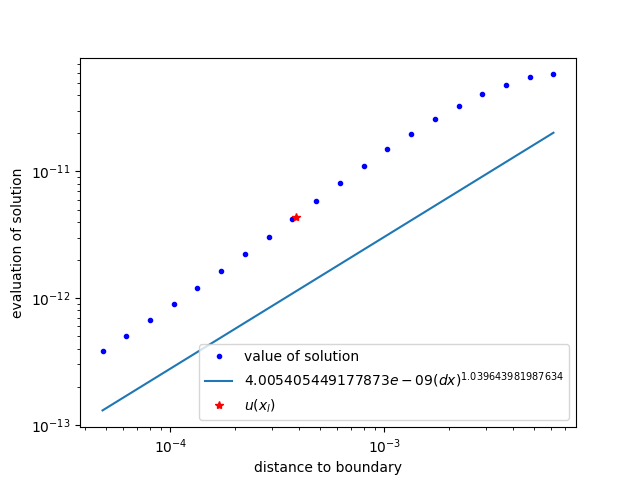 evaluation of solution
10⁻¹¹
10⁻¹²
10⁻¹³
value of solution
4.005405449177873e − 09(dx)^1.039643981987634
u(x_l)
10⁻⁴
10⁻³
distance to boundary